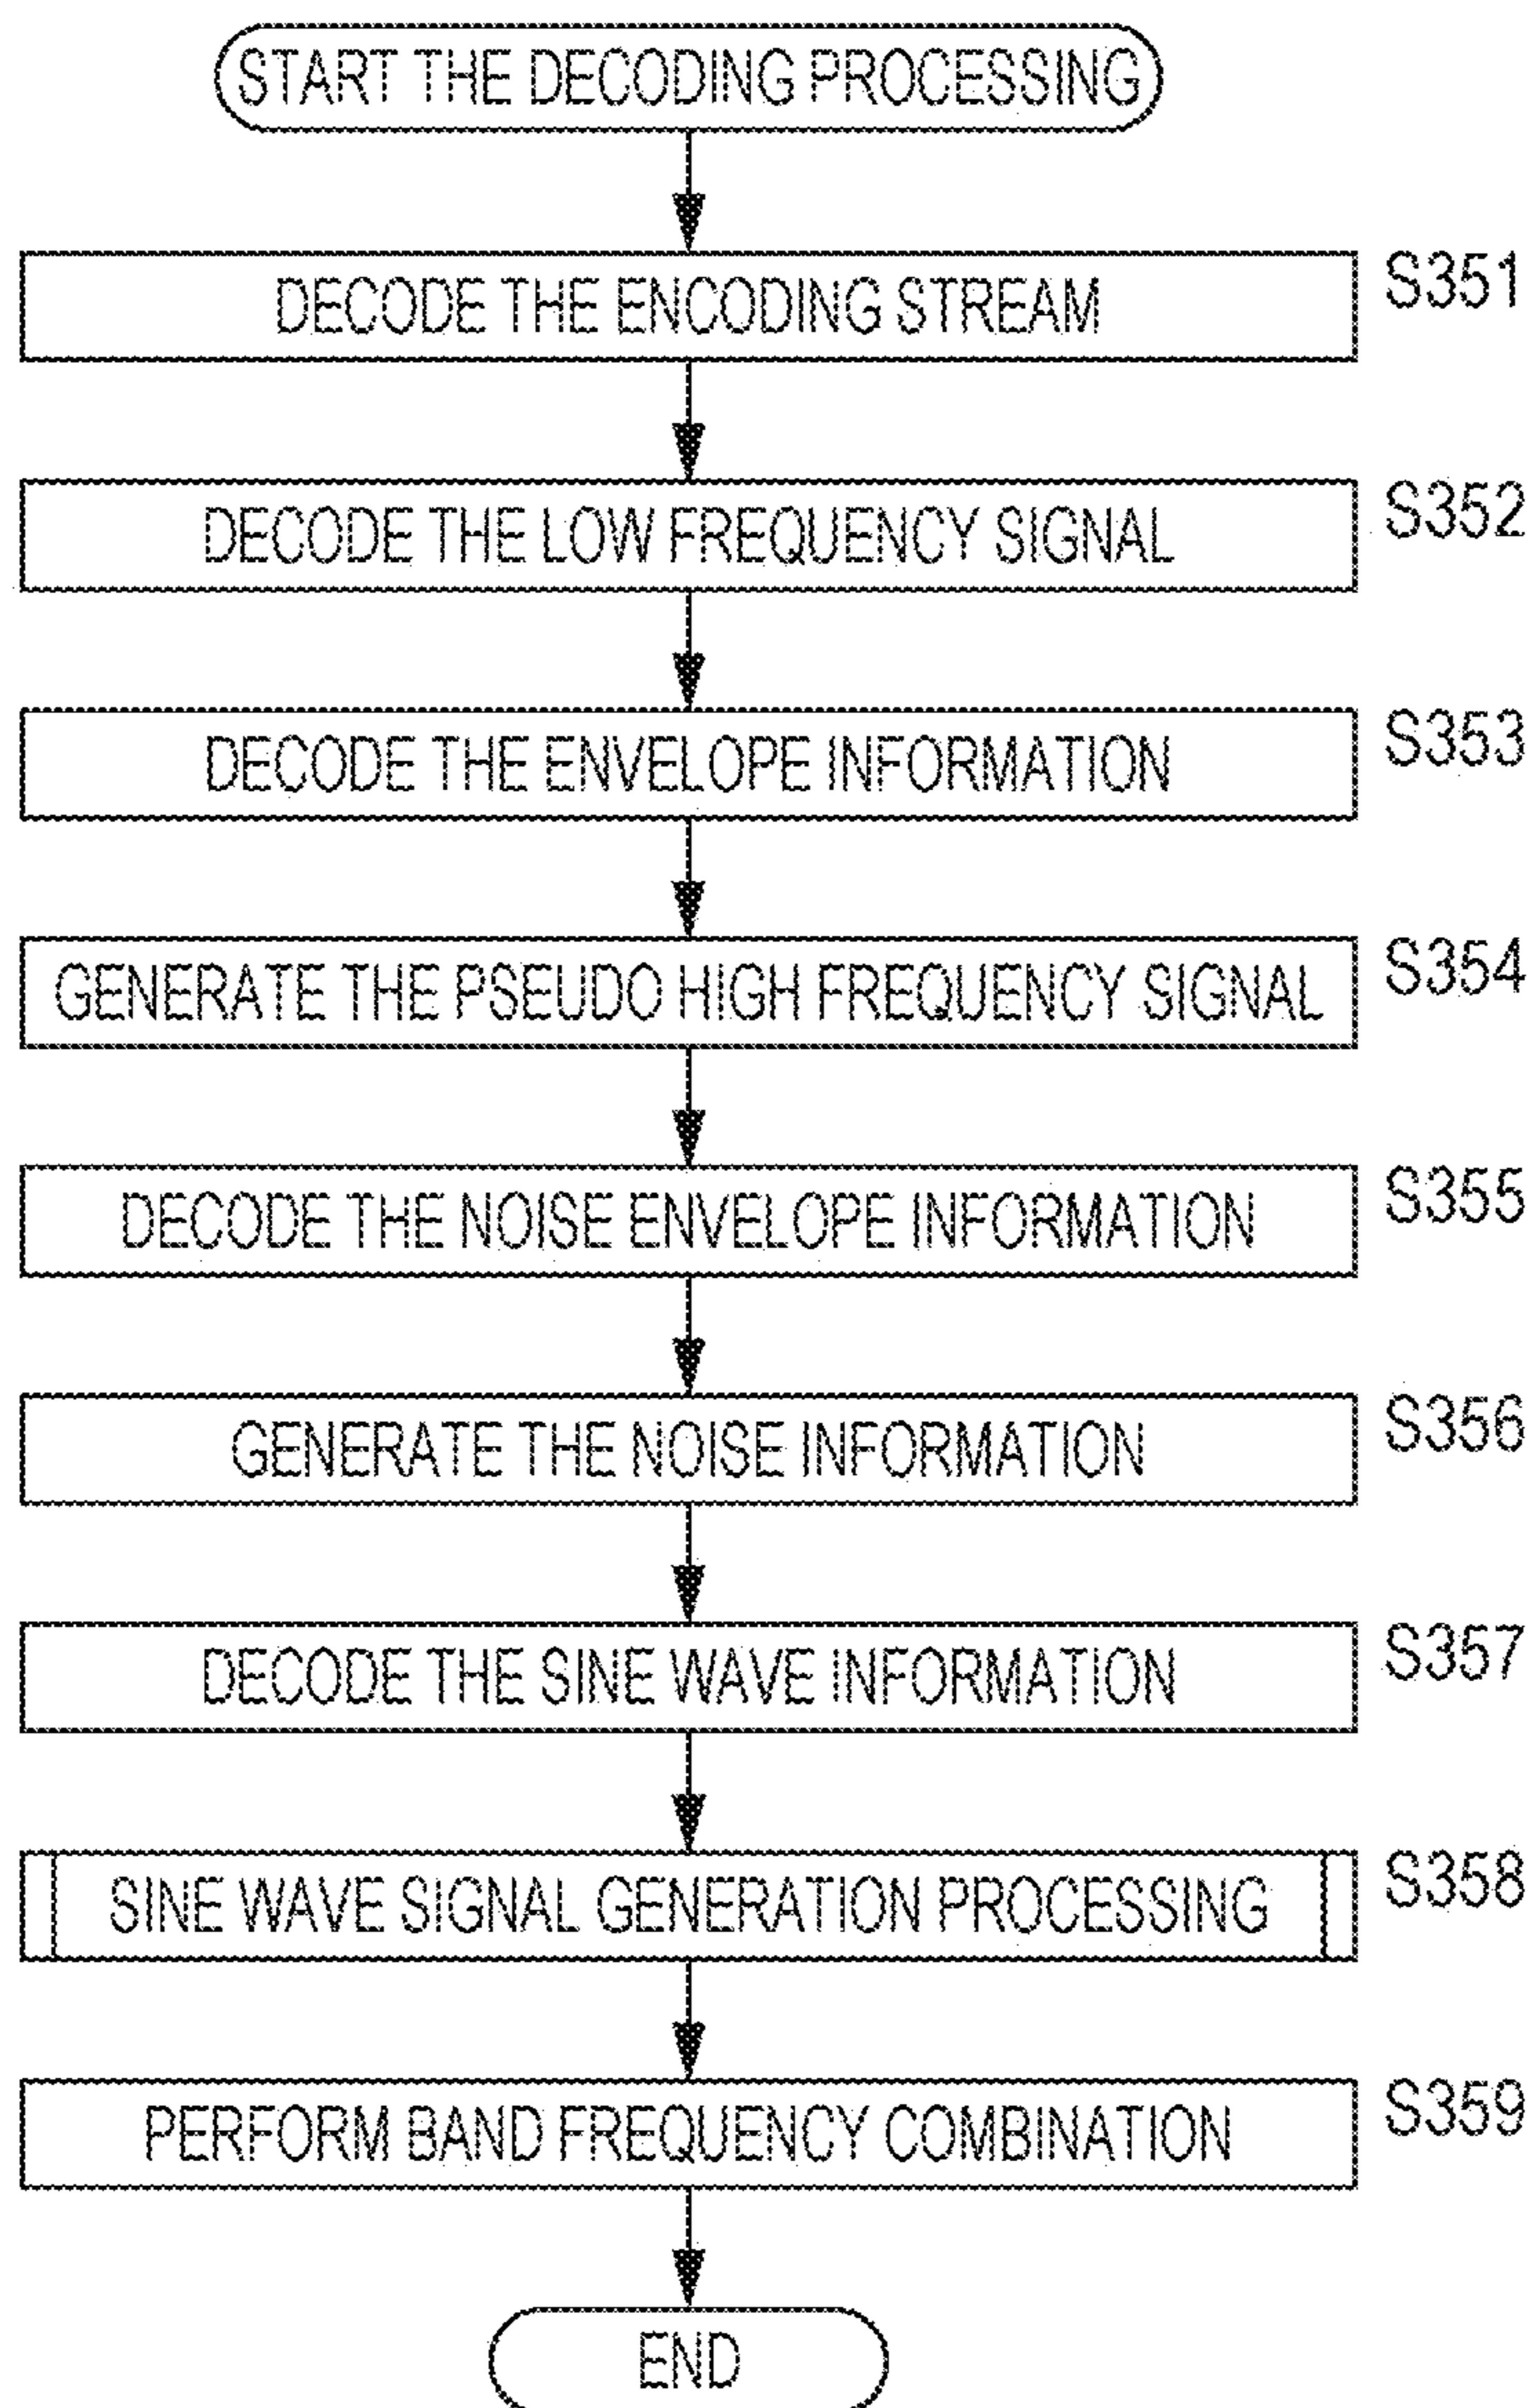 START THE DECODING PROCESSING
DECODE THE ENCODING STREAM S351
DECODE THE LOW FREQUENCY SIGNAL S352
DECODE THE ENVELOPE INFORMATION S353
GENERATE THE PSEUDO HIGH FREQUENCY SIGNAL S354
DECODE THE NOISE ENVELOPE INFORMATION S355
GENERATE THE NOISE INFORMATION S356
DECODE THE SINE WAVE INFORMATION S357
SINE WAVE SIGNAL GENERATION PROCESSING S358
PERFORM BAND FREQUENCY COMBINATION S359
END